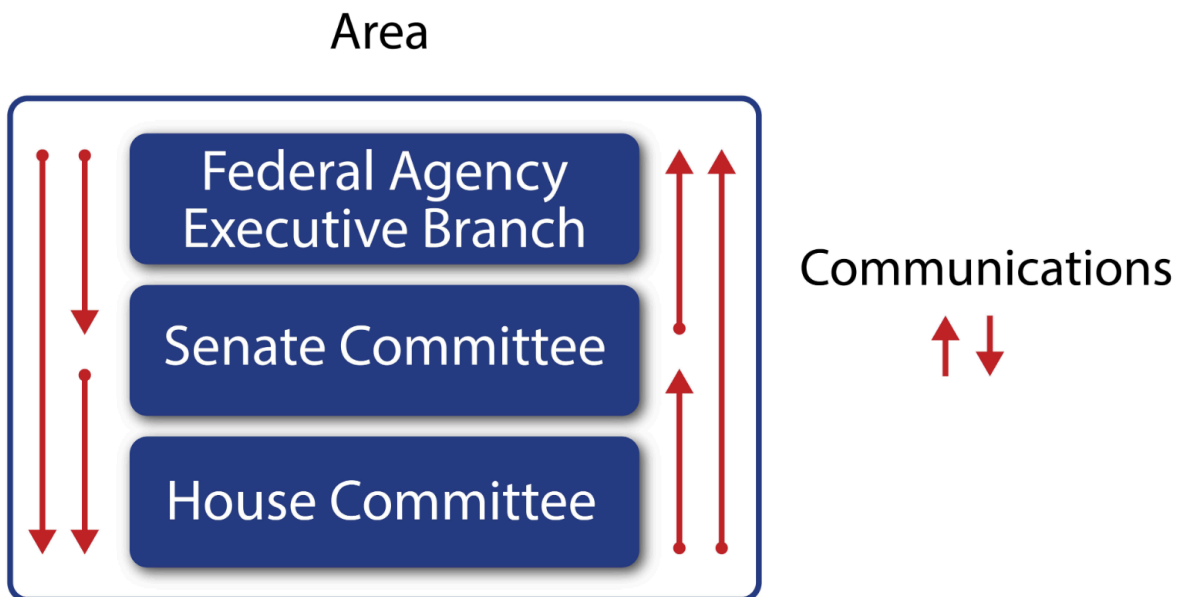 Area
Federal Agency
Executive Branch
Senate Committee
House Committee
Communications